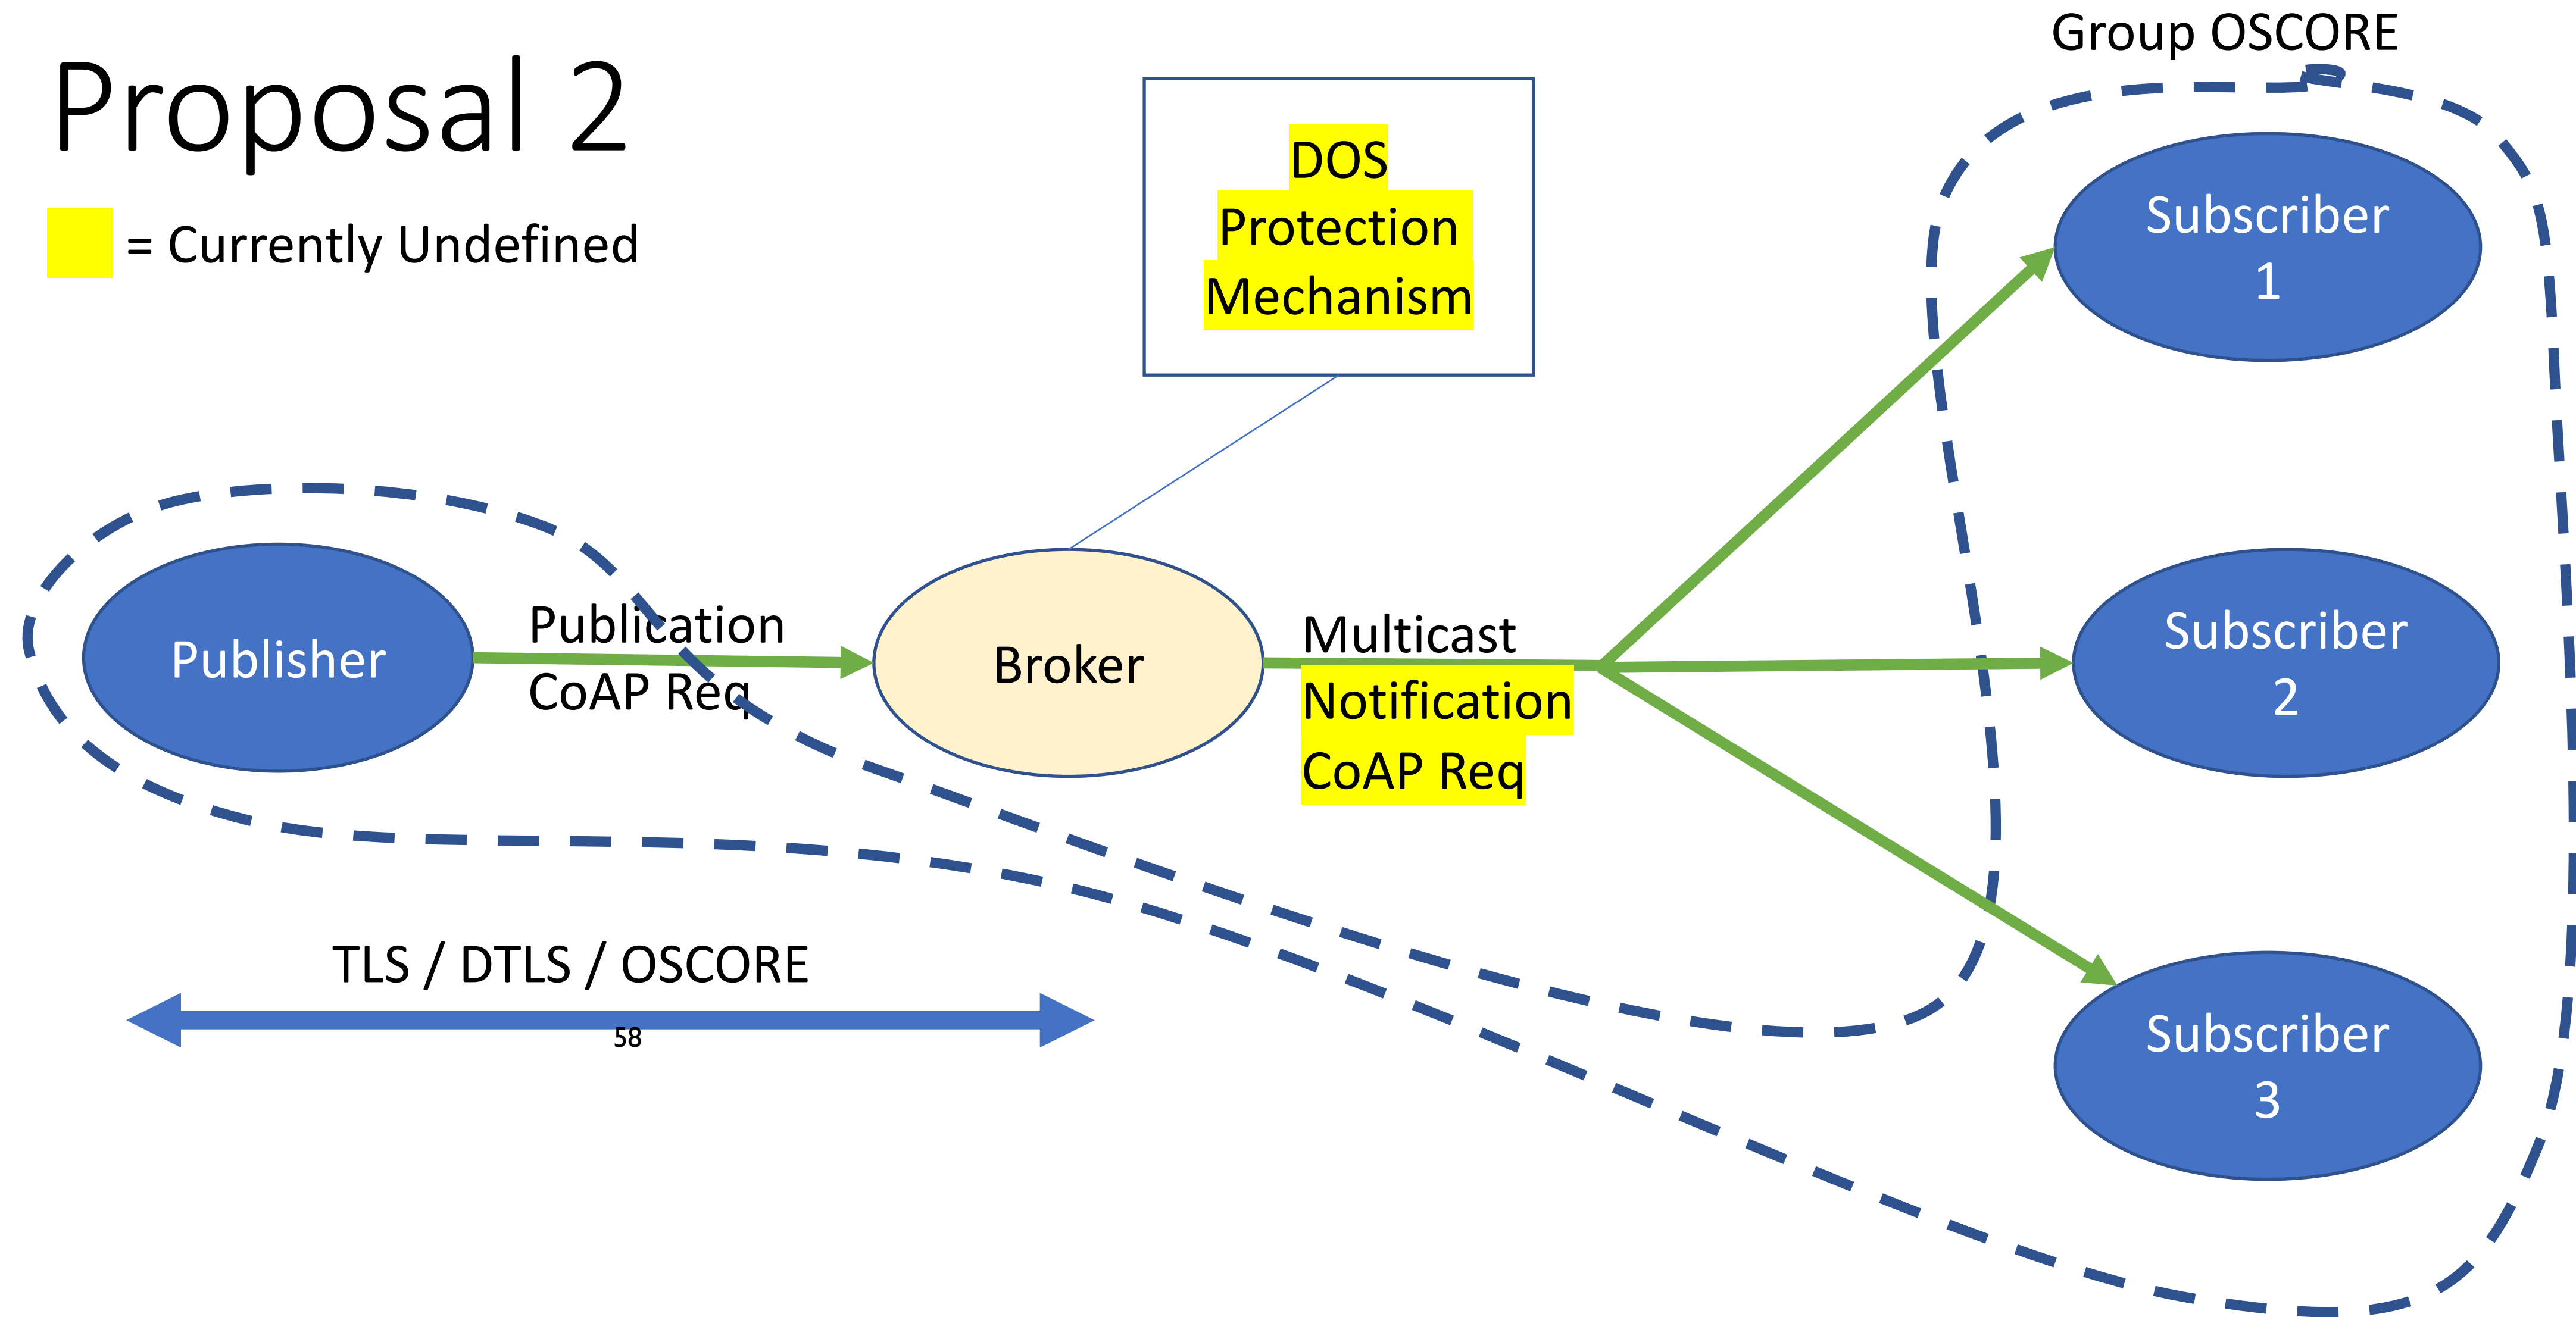 Proposal 2
= Currently Undefined
Group OSCORE
DOS
Protection
Mechanism
Subscriber
1
Publisher
Publication
CoAP Req
Broker
Multicast
Notification
CoAP Req
Subscriber
2
TLS / DTLS / OSCORE
58
Subscriber
3